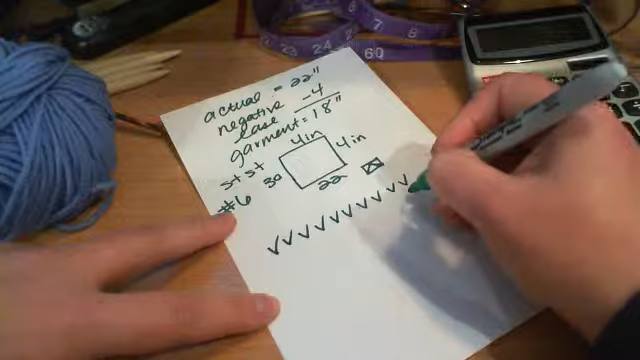 actual = 22"
negative ease -4
garment = 18"
4in
4in
st st
30
22
#6